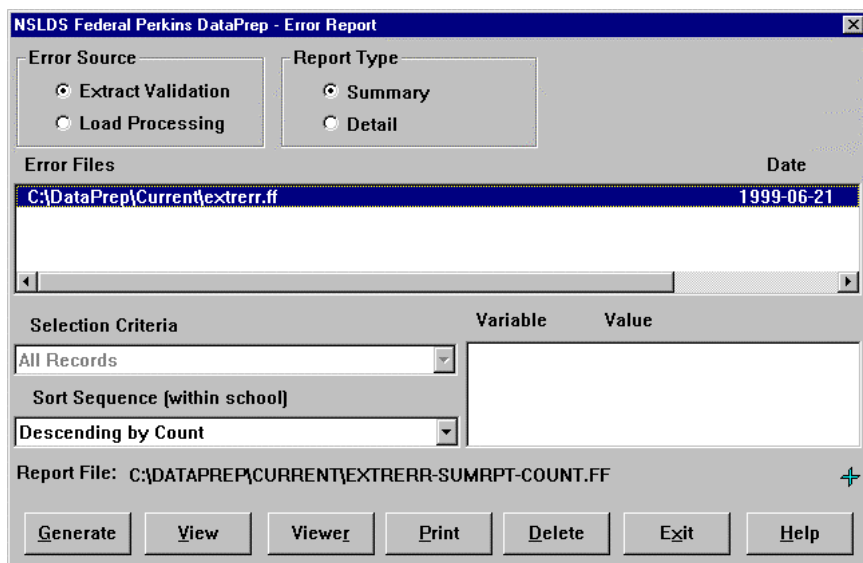 NSLDS Federal Perkins DataPrep - Error Report
Error Source
Report Type
Extract Validation
Load Processing
Summary
Detail
Error Files Date
C:\DataPrep\Current\extrerr.ff 1999-06-21
Selection Criteria
All Records
Sort Sequence (within school)
Descending by Count
Variable Value
Report File: C:\DATAPREP\CURRENT\EXTRERR-SUMRPT-COUNT.FF
Generate View Viewer Print Delete Exit Help